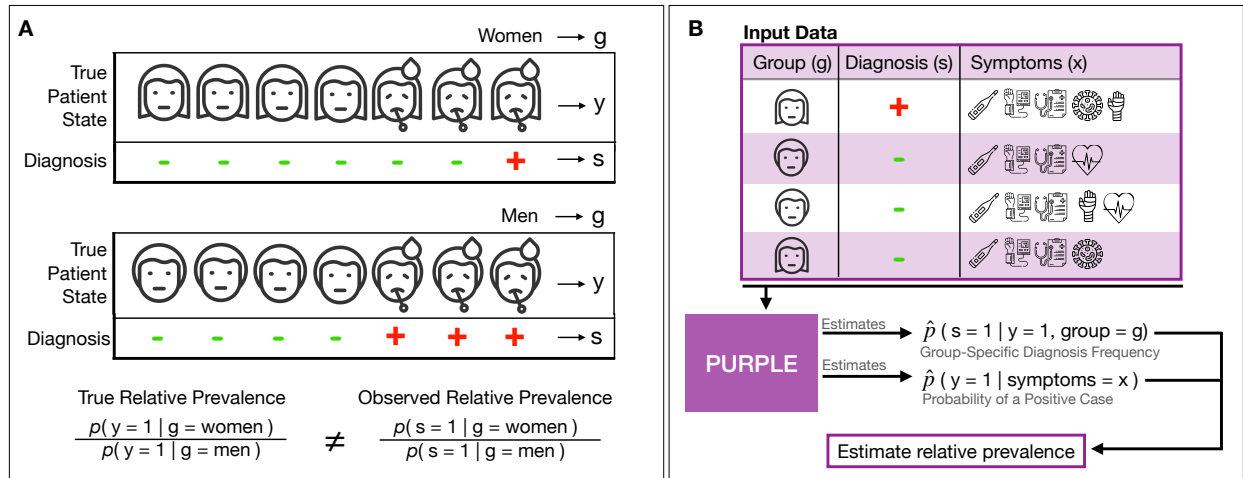 A
Women → g
True
Patient
State
→ y
Diagnosis
- - - - - - + → s
Men → g
True
Patient
State
→ y
Diagnosis
- - - - + + + → s
True Relative Prevalence
p( y = 1 | g = women )
p( y = 1 | g = men )
≠
Observed Relative Prevalence
p( s = 1 | g = women )
p( s = 1 | g = men )
B
Input Data
Group (g) Diagnosis (s) Symptoms (x)
+
-
-
-
PURPLE
Estimates
p̂ ( s = 1 | y = 1, group = g)
Group-Specific Diagnosis Frequency
Estimates
p̂ ( y = 1 | symptoms = x )
Probability of a Positive Case
Estimate relative prevalence